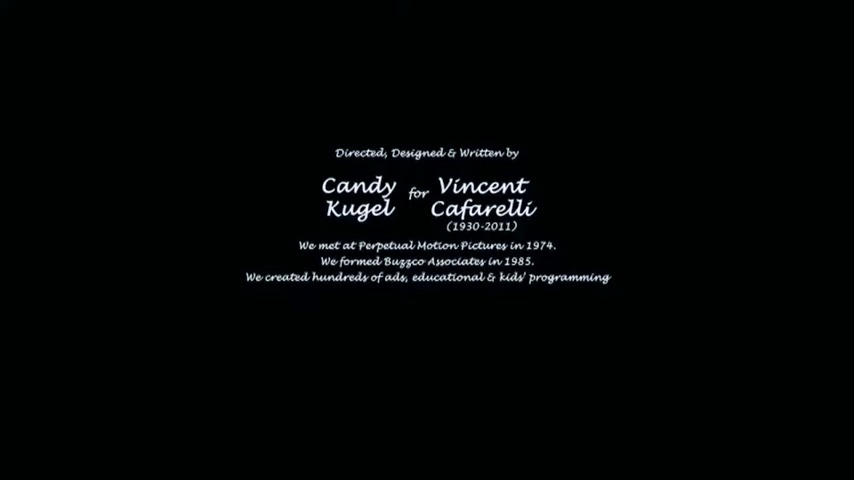 Directed, Designed & Written by
Candy Kugel for Vincent Cafarelli
(1930-2011)
We met at Perpetual Motion Pictures in 1974.
We formed Buzzco Associates in 1985.
We created hundreds of ads, educational & kids' programming